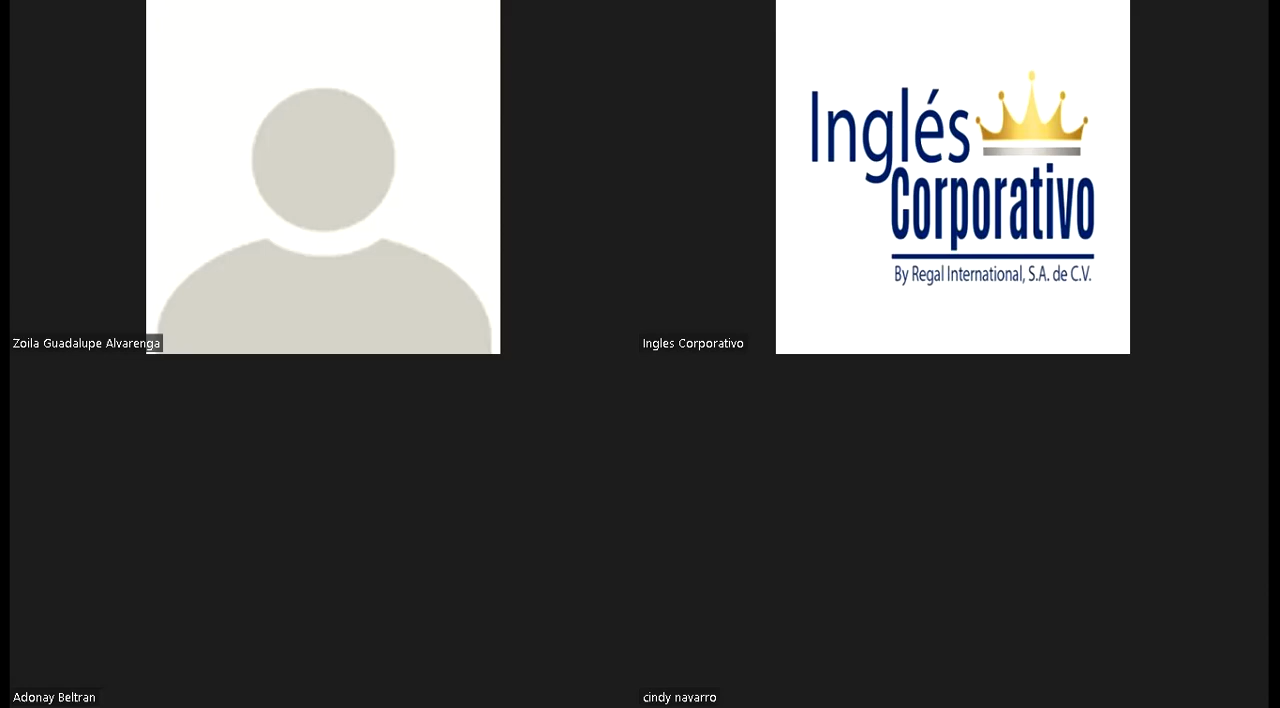 Inglés
Corporativo
By Regal International, S.A. de C.V.
Zoila Guadalupe Alvarenga
Ingles Corporativo
Adonay Beltran
cindy navarro